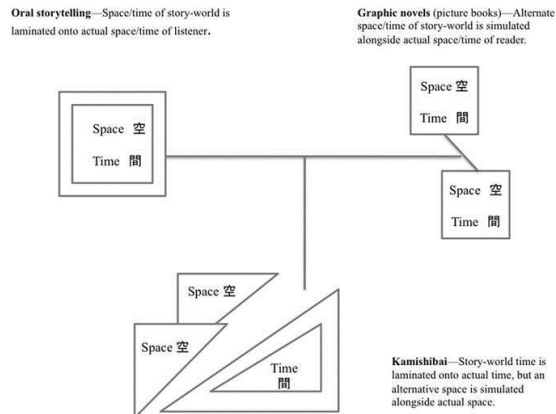 Oral storytelling—Space/time of story-world is
laminated onto actual space/time of listener.
Graphic novels (picture books)—Alternate
space/time of story-world is simulated
alongside actual space/time of reader.
Space 空
Time 間
Space 空
Time 間
Space 空
Time 間
Space 空
Space 空
Time
間
Kamishibai—Story-world time is
laminated onto actual time, but an
alternative space is simulated
alongside actual space.